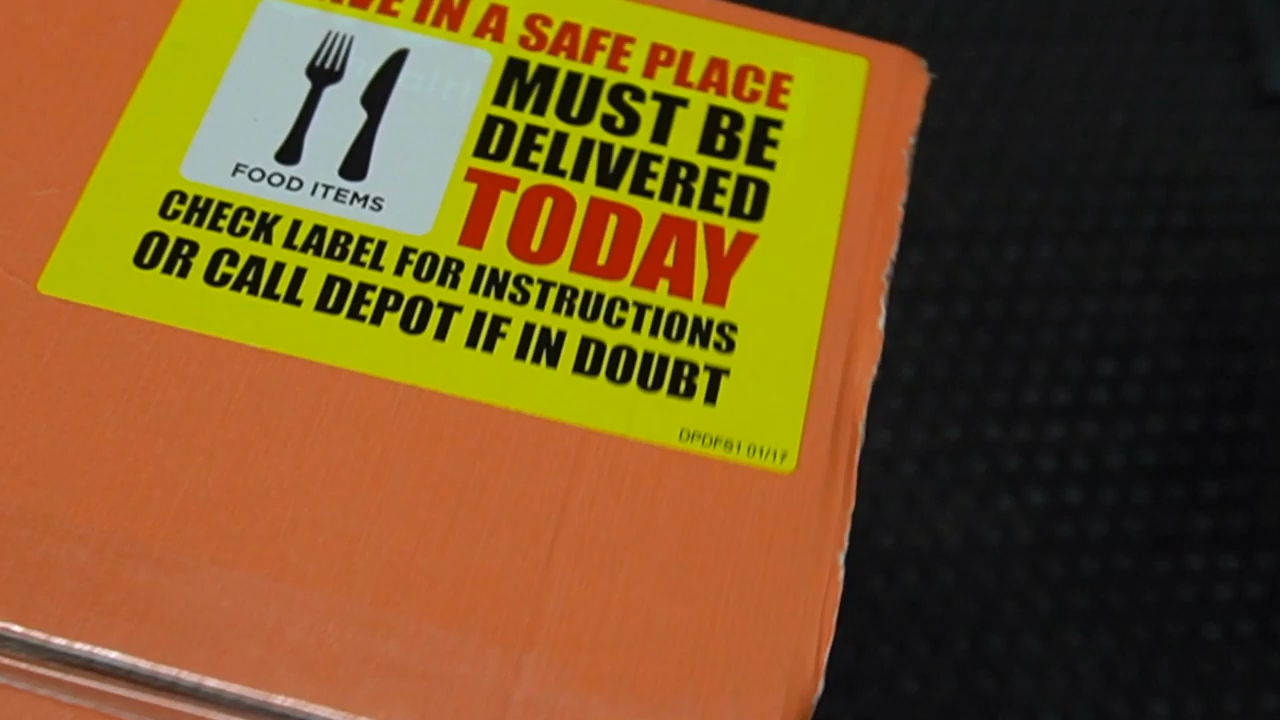 IN A SAFE PLACE
MUST BE
DELIVERED
TODAY
FOOD ITEMS
CHECK LABEL FOR INSTRUCTIONS
OR CALL DEPOT IF IN DOUBT
DPDFS1 01/17